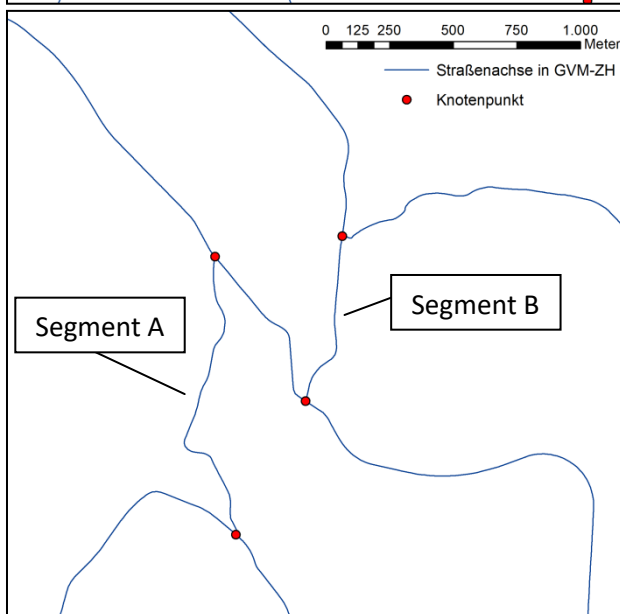 0 125 250 500 750 1.000
Meter
Straßenachse in GVM-ZH
Knotenpunkt
Segment A
Segment B